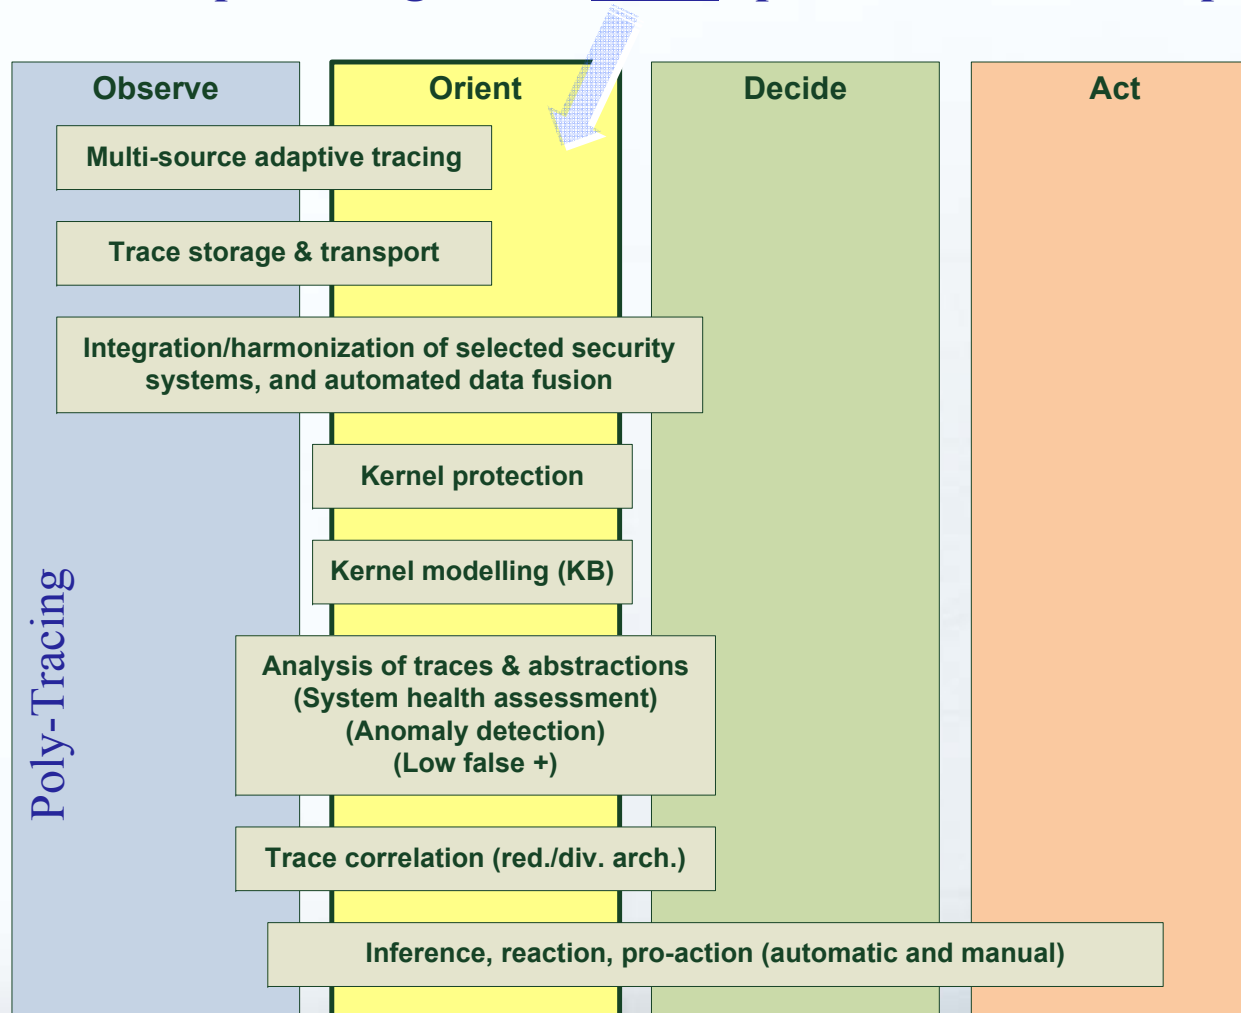 Observe Orient Decide Act
Multi-source adaptive tracing
Trace storage & transport
Integration/harmonization of selected security
systems, and automated data fusion
Kernel protection
Kernel modelling (KB)
Poly-Tracing
Analysis of traces & abstractions
(System health assessment)
(Anomaly detection)
(Low false +)
Trace correlation (red./div. arch.)
Inference, reaction, pro-action (automatic and manual)